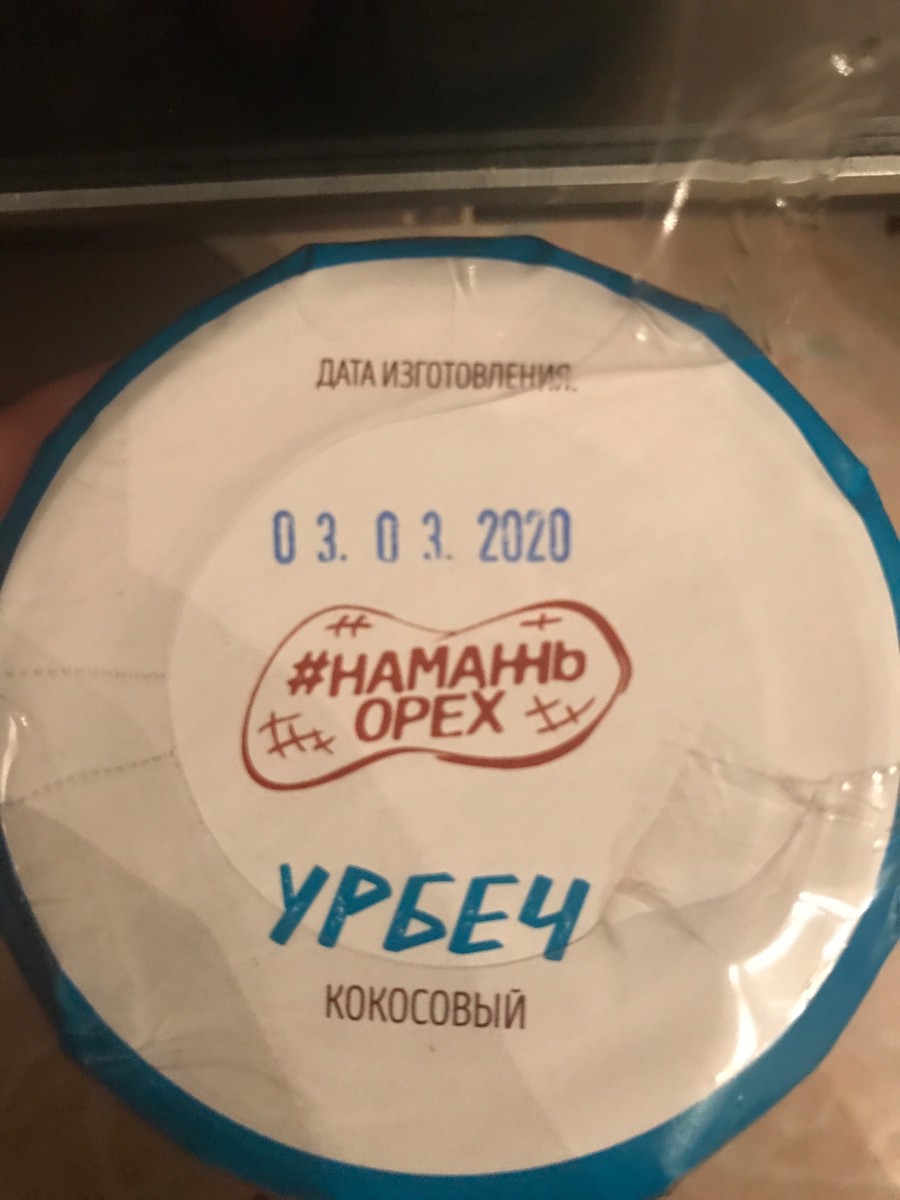 ДАТА ИЗГОТОВЛЕНИЯ:
03.03.2020
#НАМАЖЬ
ОРЕХ
УРБЕЧ
КОКОСОВЫЙ